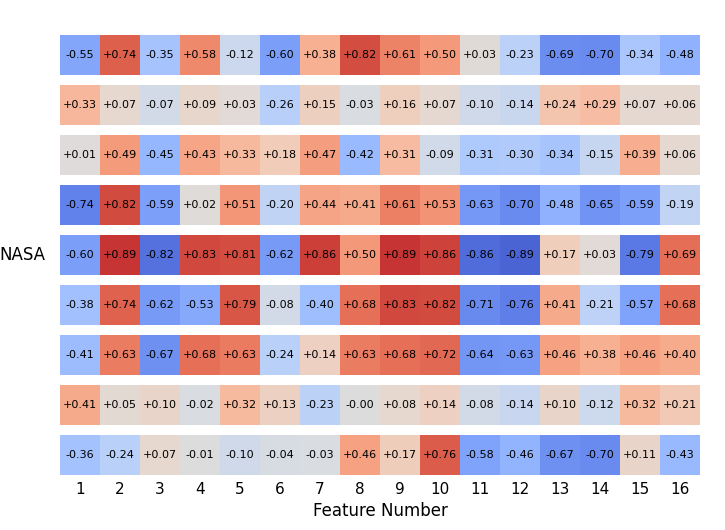 -0.55 +0.74 -0.35 +0.58 -0.12 -0.60 +0.38 +0.82 +0.61 +0.50 +0.03 -0.23 -0.69 -0.70 -0.34 -0.48
+0.33 +0.07 -0.07 +0.09 +0.03 -0.26 +0.15 -0.03 +0.16 +0.07 -0.10 -0.14 +0.24 +0.29 +0.07 +0.06
+0.01 +0.49 -0.45 +0.43 +0.33 +0.18 +0.47 -0.42 +0.31 -0.09 -0.31 -0.30 -0.34 -0.15 +0.39 +0.06
-0.74 +0.82 -0.59 +0.02 +0.51 -0.20 +0.44 +0.41 +0.61 +0.53 -0.63 -0.70 -0.48 -0.65 -0.59 -0.19
NASA -0.60 +0.89 -0.82 +0.83 +0.81 -0.62 +0.86 +0.50 +0.89 +0.86 -0.86 -0.89 +0.17 +0.03 -0.79 +0.69
-0.38 +0.74 -0.62 -0.53 +0.79 -0.08 -0.40 +0.68 +0.83 +0.82 -0.71 -0.76 +0.41 -0.21 -0.57 +0.68
-0.41 +0.63 -0.67 +0.68 +0.63 -0.24 +0.14 +0.63 +0.68 +0.72 -0.64 -0.63 +0.46 +0.38 +0.46 +0.40
+0.41 +0.05 +0.10 -0.02 +0.32 +0.13 -0.23 -0.00 +0.08 +0.14 -0.08 -0.14 +0.10 -0.12 +0.32 +0.21
-0.36 -0.24 +0.07 -0.01 -0.10 -0.04 -0.03 +0.46 +0.17 +0.76 -0.58 -0.46 -0.67 -0.70 +0.11 -0.43
1 2 3 4 5 6 7 8 9 10 11 12 13 14 15 16
Feature Number